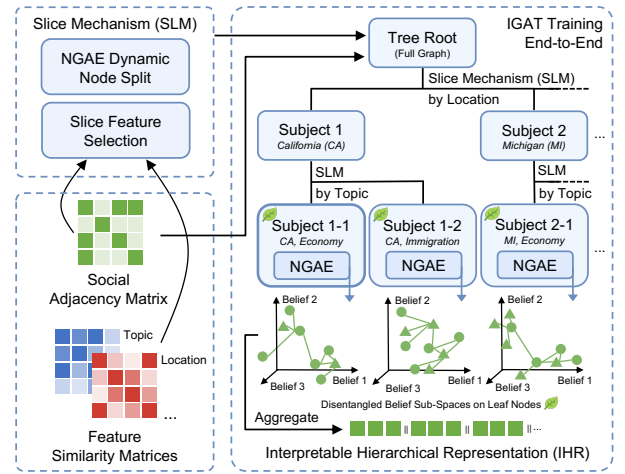 Slice Mechanism (SLM)
NGAE Dynamic
Node Split
Slice Feature
Selection
Social
Adjacency Matrix
Topic
Location
...
Feature
Similarity Matrices
IGAT Training
End-to-End
Tree Root
(Full Graph)
Slice Mechanism (SLM)
by Location
Subject 1
California (CA)
Subject 2
Michigan (MI)
...
SLM
by Topic
SLM
by Topic
Subject 1-1
CA, Economy
NGAE
Subject 1-2
CA, Immigration
NGAE
Subject 2-1
MI, Economy
NGAE
...
Belief 2
Belief 3
Belief 1
Belief 2
Belief 3
Belief 1
Belief 2
Belief 3
Belief 1
Disentangled Belief Sub-Spaces on Leaf Nodes
Aggregate
|| || || ...
Interpretable Hierarchical Representation (IHR)